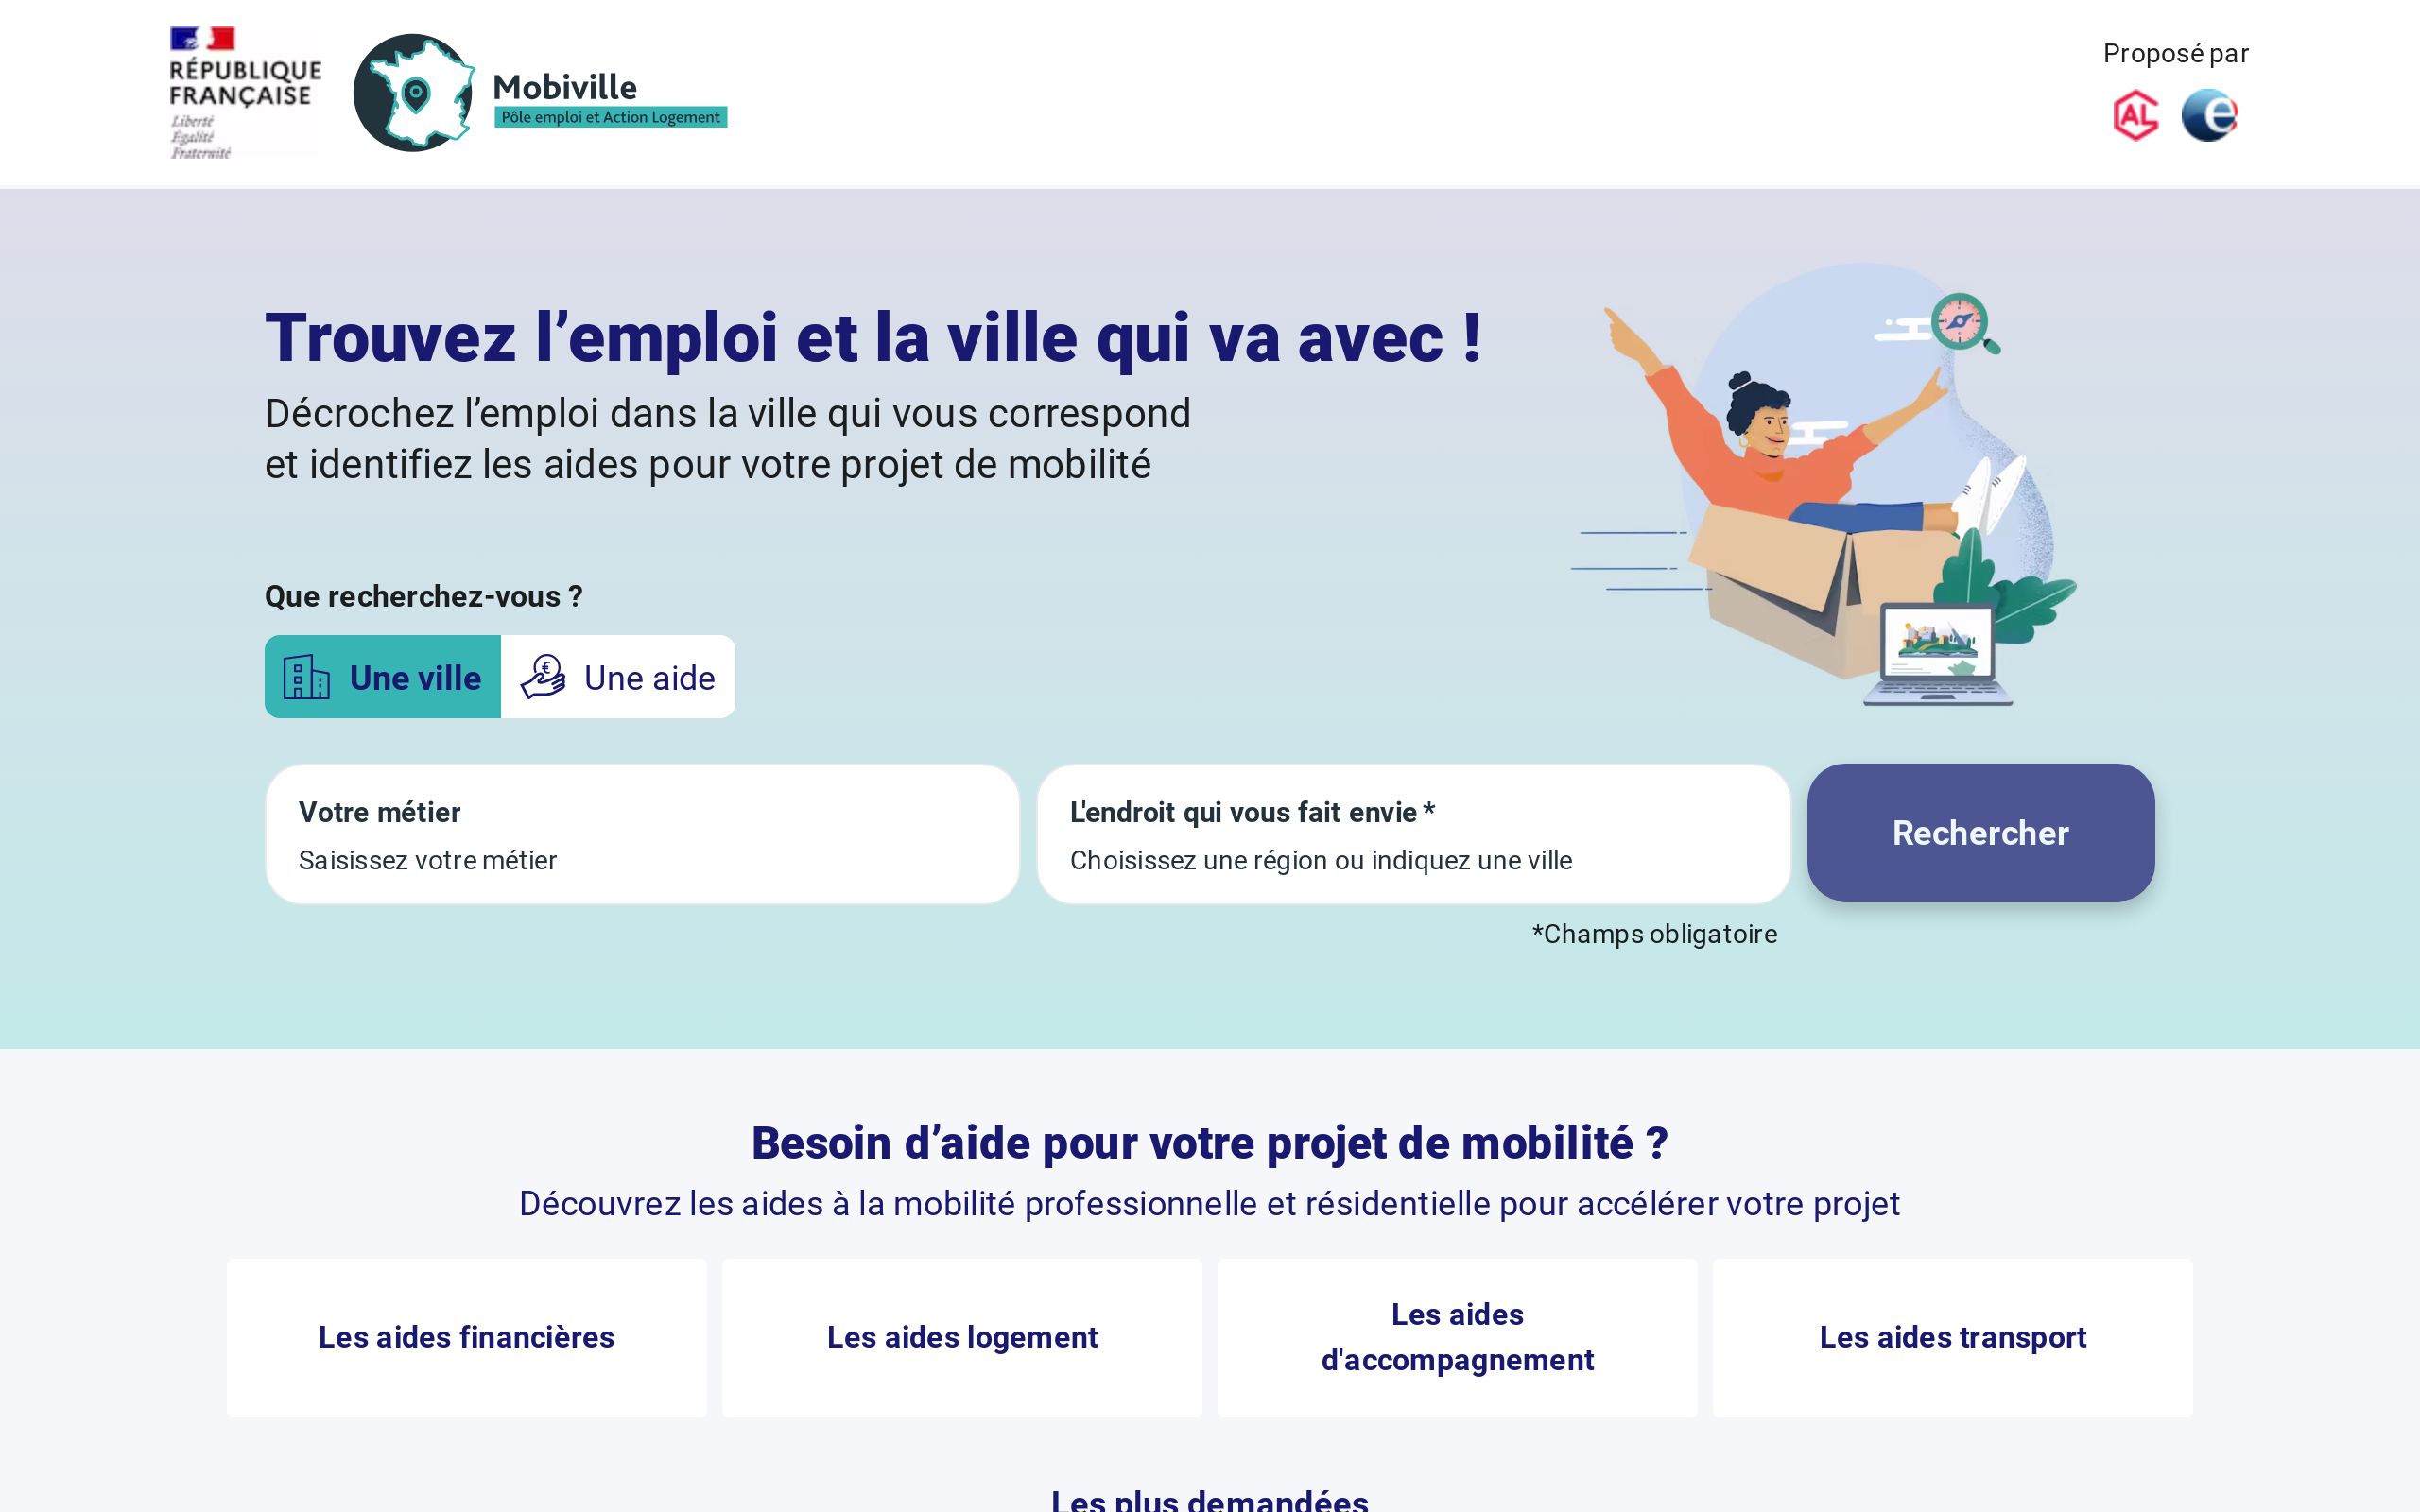 RÉPUBLIQUE
FRANÇAISE
Liberté
Égalité
Fraternité
Mobiville
Pôle emploi et Action Logement
Proposé par
AL
e
Trouvez l’emploi et la ville qui va avec !
Décrochez l’emploi dans la ville qui vous correspond
et identifiez les aides pour votre projet de mobilité
Que recherchez-vous ?
Une ville
€ Une aide
Votre métier
Saisissez votre métier
L'endroit qui vous fait envie *
Choisissez une région ou indiquez une ville
Rechercher
*Champs obligatoire
Besoin d’aide pour votre projet de mobilité ?
Découvrez les aides à la mobilité professionnelle et résidentielle pour accélérer votre projet
Les aides financières
Les aides logement
Les aides
d'accompagnement
Les aides transport
Les plus demandées